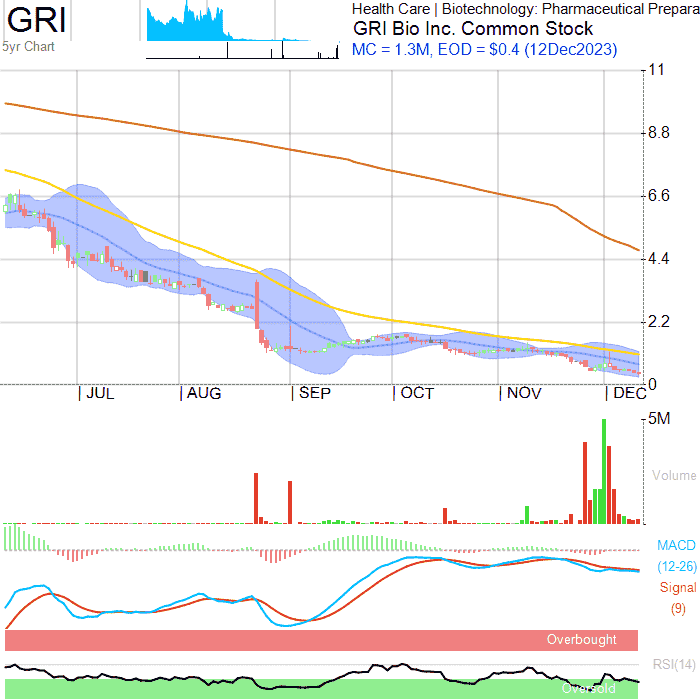 GRI
5yr Chart
Health Care | Biotechnology: Pharmaceutical Prepara
GRI Bio Inc. Common Stock
MC = 1.3M, EOD = $0.4 (12Dec2023)
11
8.8
6.6
4.4
2.2
0
JUL AUG SEP OCT NOV DEC
5M
Volume
MACD
(12-26)
Signal
(9)
Overbought
RSI(14)
Oversold